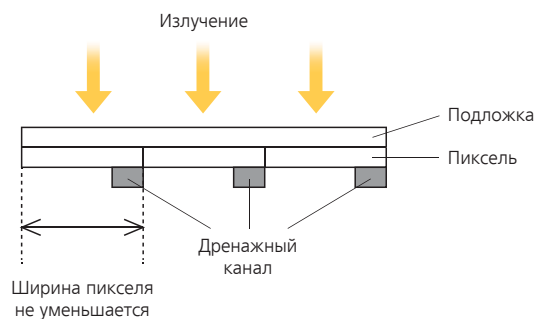 Излучение
Подложка
Пиксель
Дренажный
канал
Ширина пикселя
не уменьшается